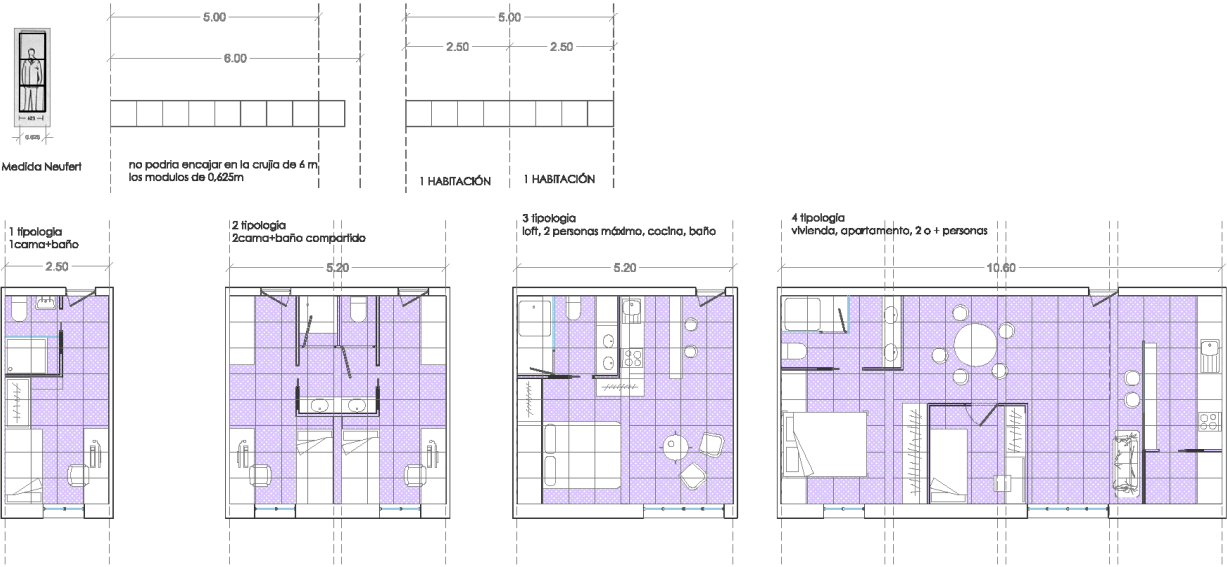 5.00
6.00
5.00
2.50
2.50
Medida Neufert
no podria encajar en la crujía de 6 m
los modulos de 0,625m
1 HABITACIÓN
1 HABITACIÓN
1 tipologia
1cama+baño
2.50
2 tipologia
2cama+baño compartido
5.20
3 tipologia
loft, 2 personas máximo, cocina, baño
5.20
4 tipologia
vivienda, apartamento, 2 o + personas
10.60